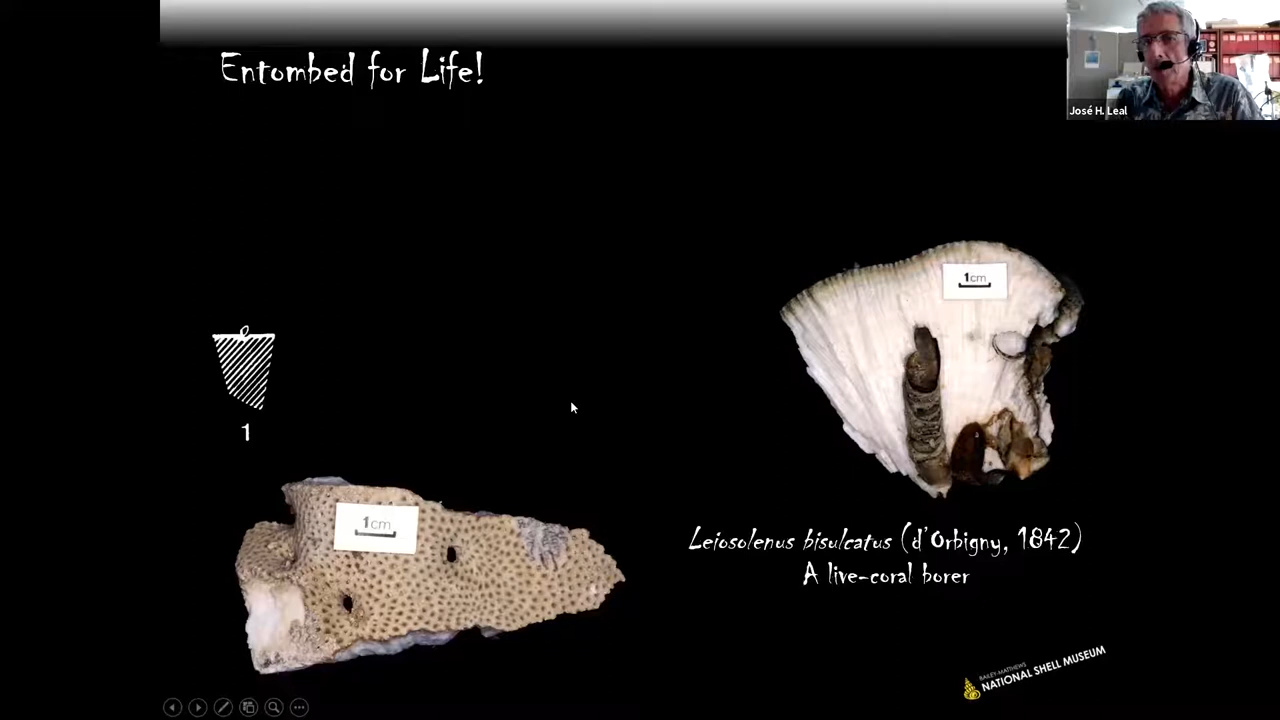 Entombed for Life!
José H. Leal
1cm
1
1cm
Leiosolenus bisulcatus (d'Orbigny, 1842)
A live-coral borer
BAILEY-MATTHEWS
NATIONAL SHELL MUSEUM